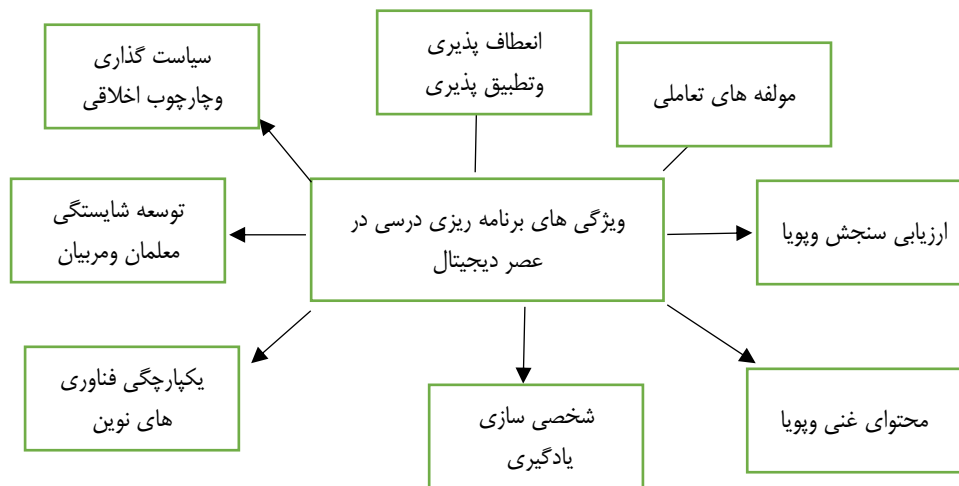 انعطاف پذیری
وتطبیق پذیری
سیاست گذاری
وچارچوب اخلاقی
مولفه های تعاملی
ویژگی های برنامه ریزی درسی در
عصر دیجیتال
توسعه شایستگی
معلمان ومربیان
ارزیابی سنجش وپویا
یکپارچگی فناوری
های نوین
شخصی سازی
یادگیری
محتوای غنی وپویا